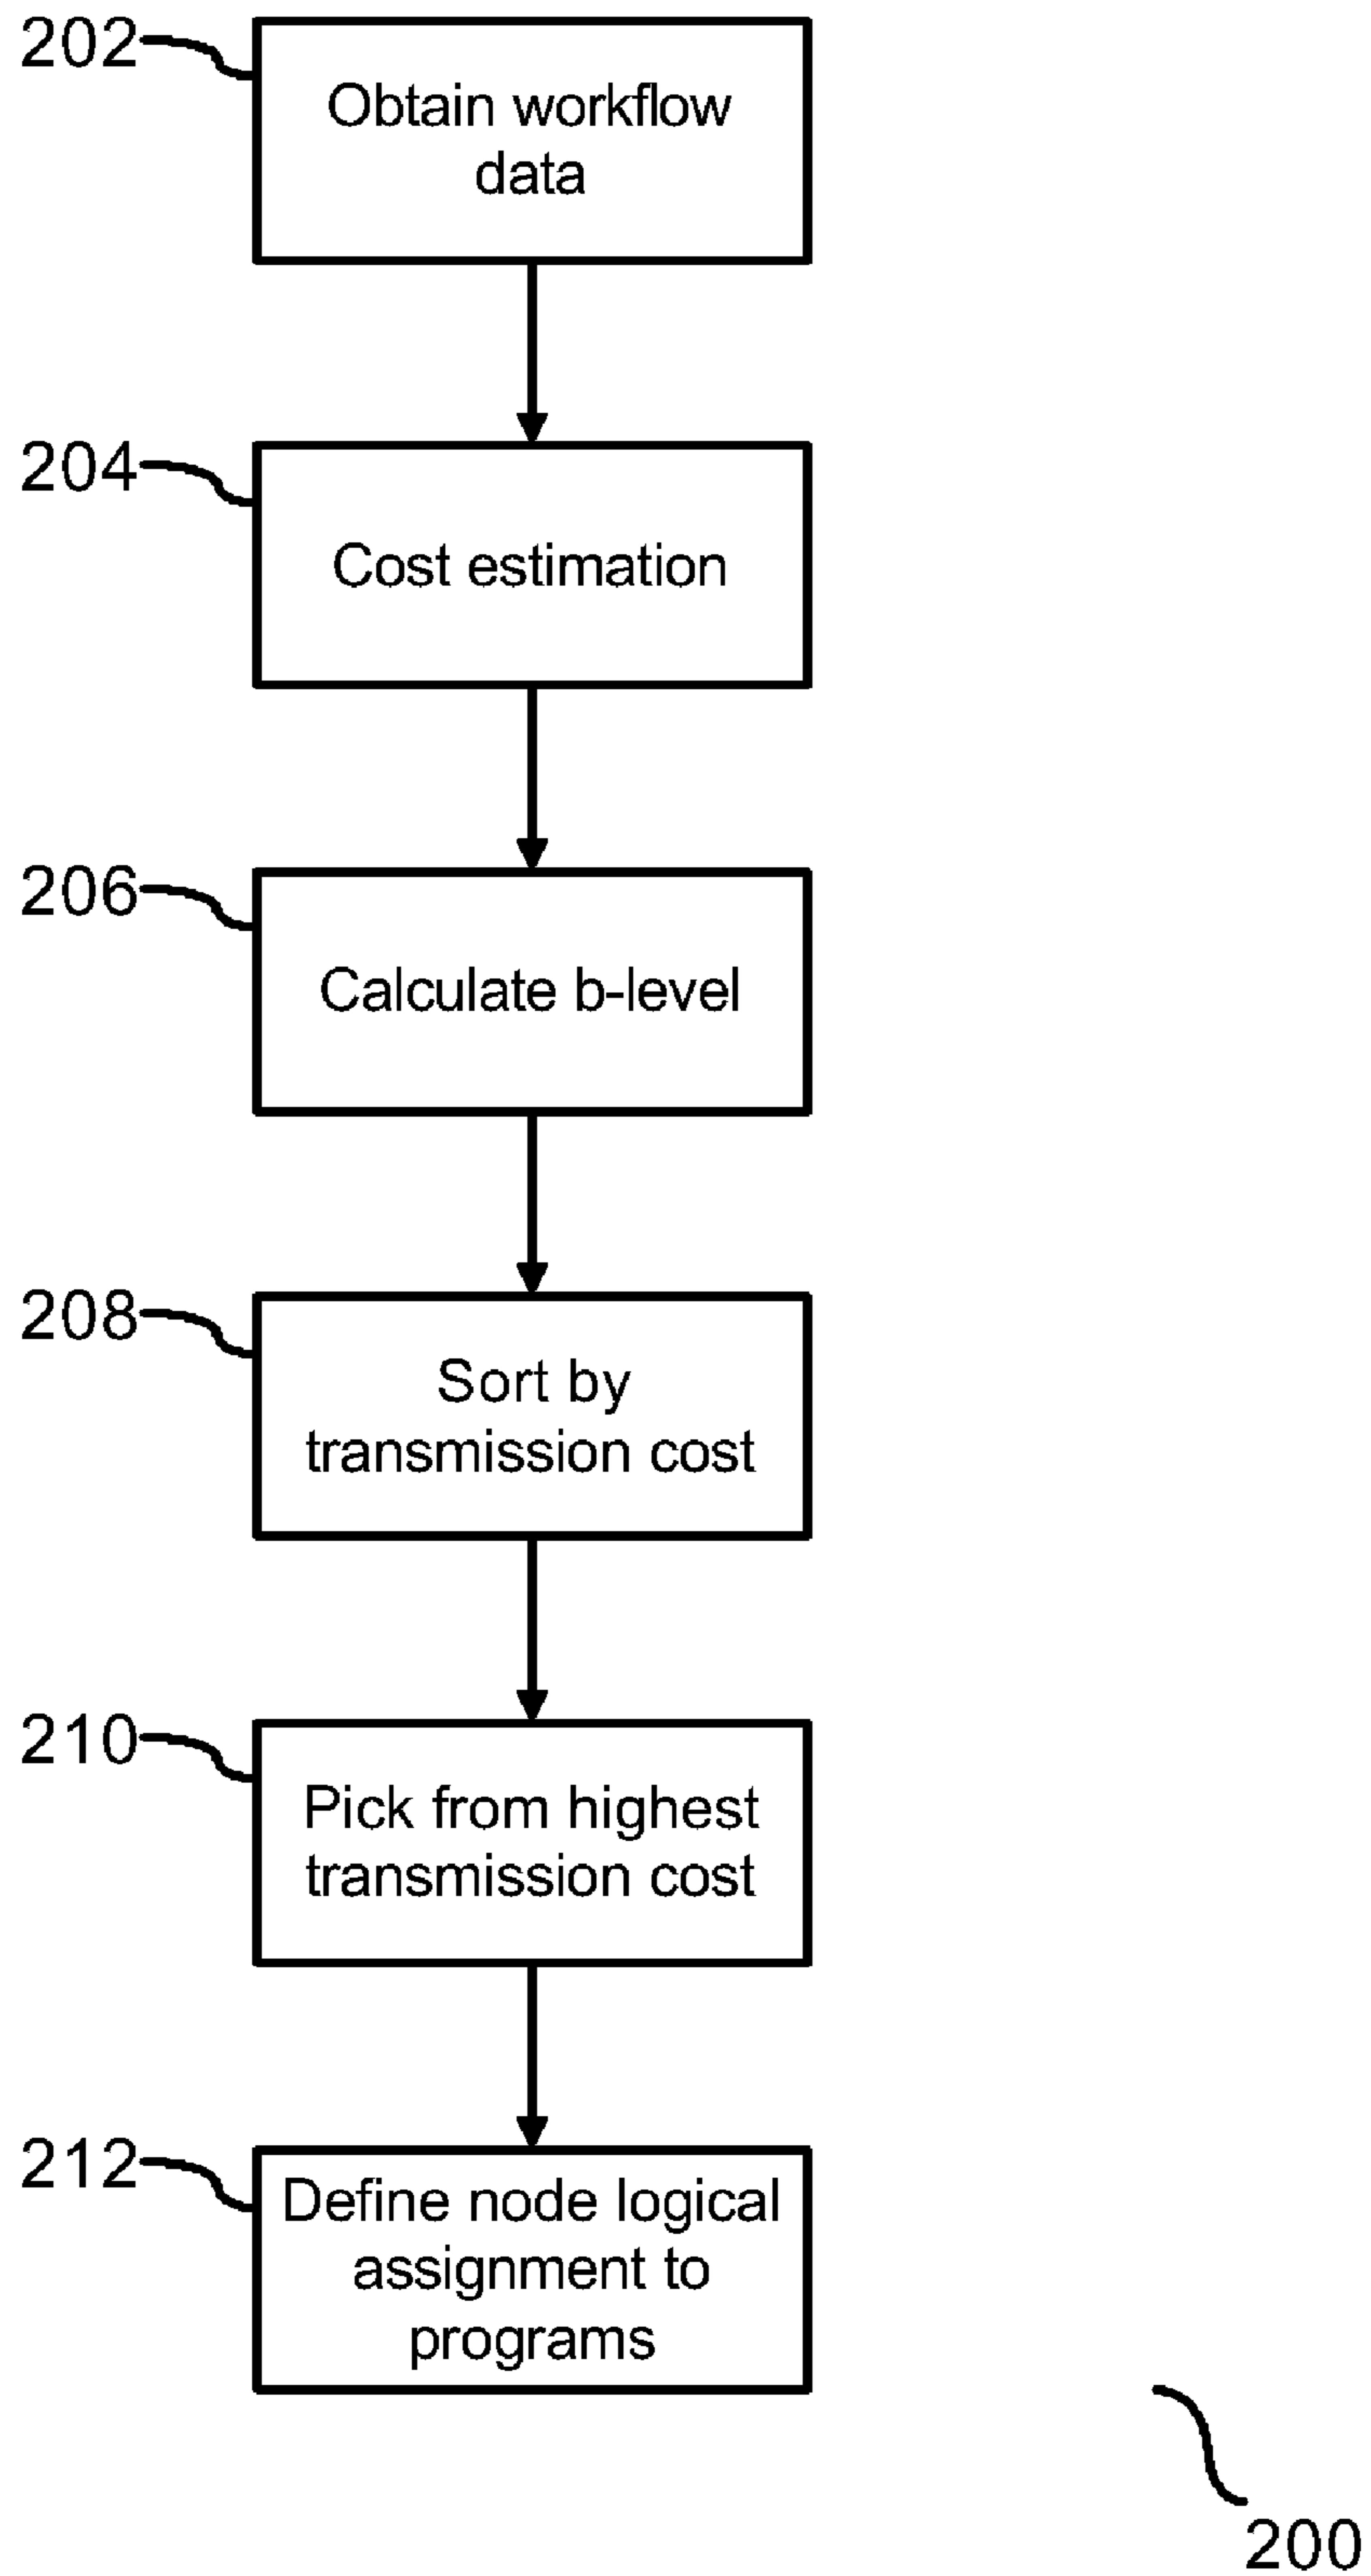 202
Obtain workflow
data
204
Cost estimation
206
Calculate b-level
208
Sort by
transmission cost
210
Pick from highest
transmission cost
212
Define node logical
assignment to
programs
200